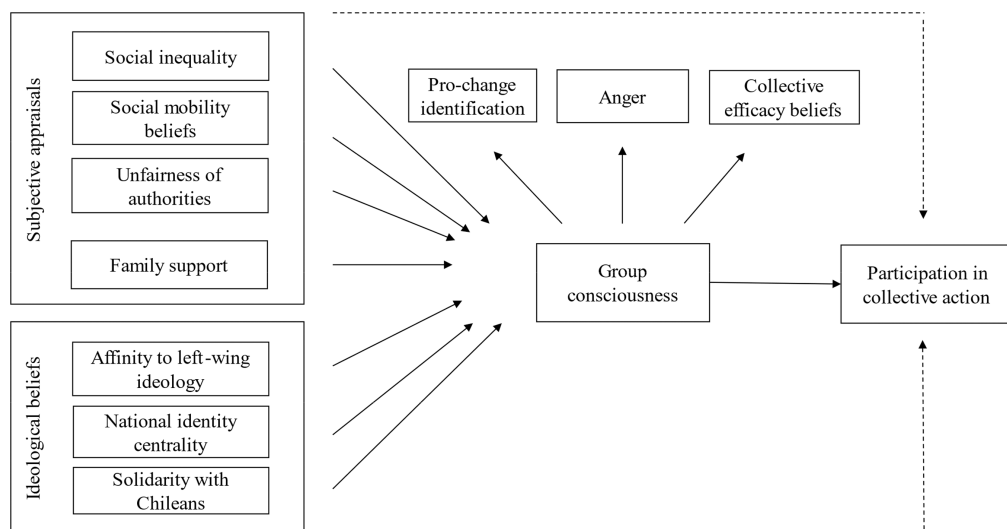 Subjective appraisals
Social inequality
Social mobility
beliefs
Unfairness of
authorities
Family support
Ideological beliefs
Affinity to left-wing
ideology
National identity
centrality
Solidarity with
Chileans
Pro-change
identification
Anger
Collective
efficacy beliefs
Group
consciousness
Participation in
collective action